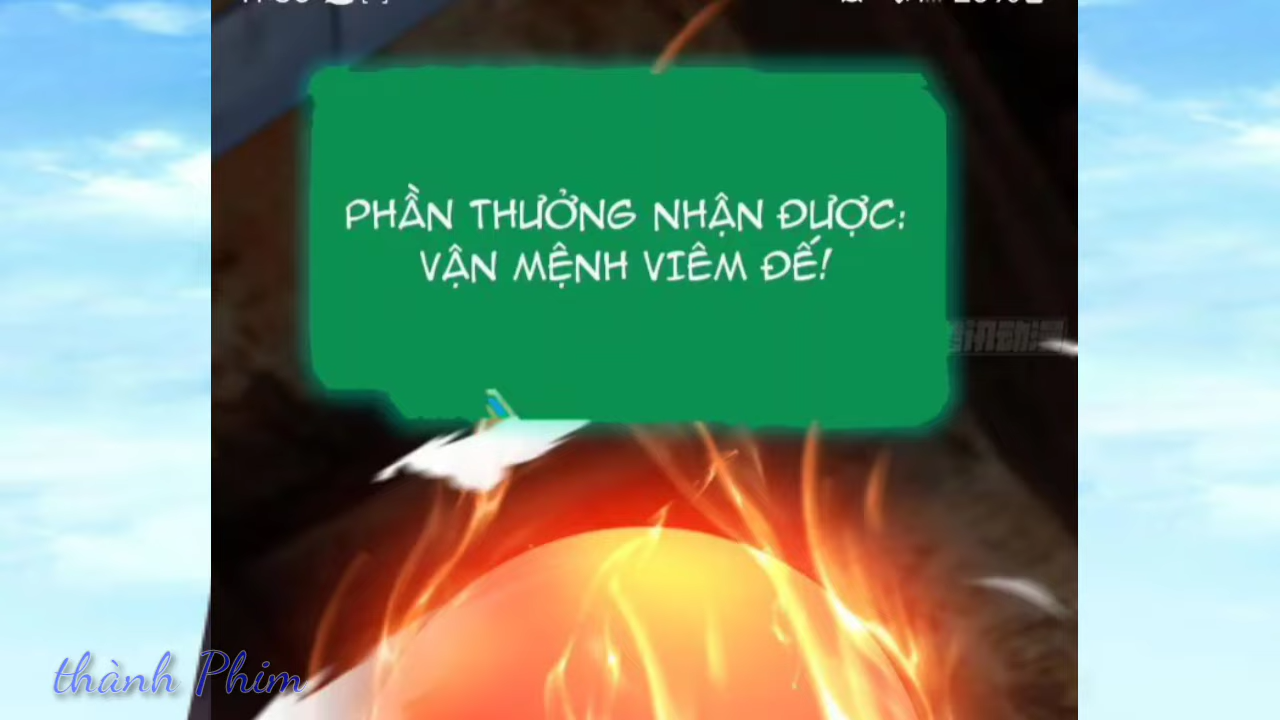 PHẦN THƯỞNG NHẬN ĐƯỢC:
VẬN MỆNH VIÊM ĐẾ!
thành Phim